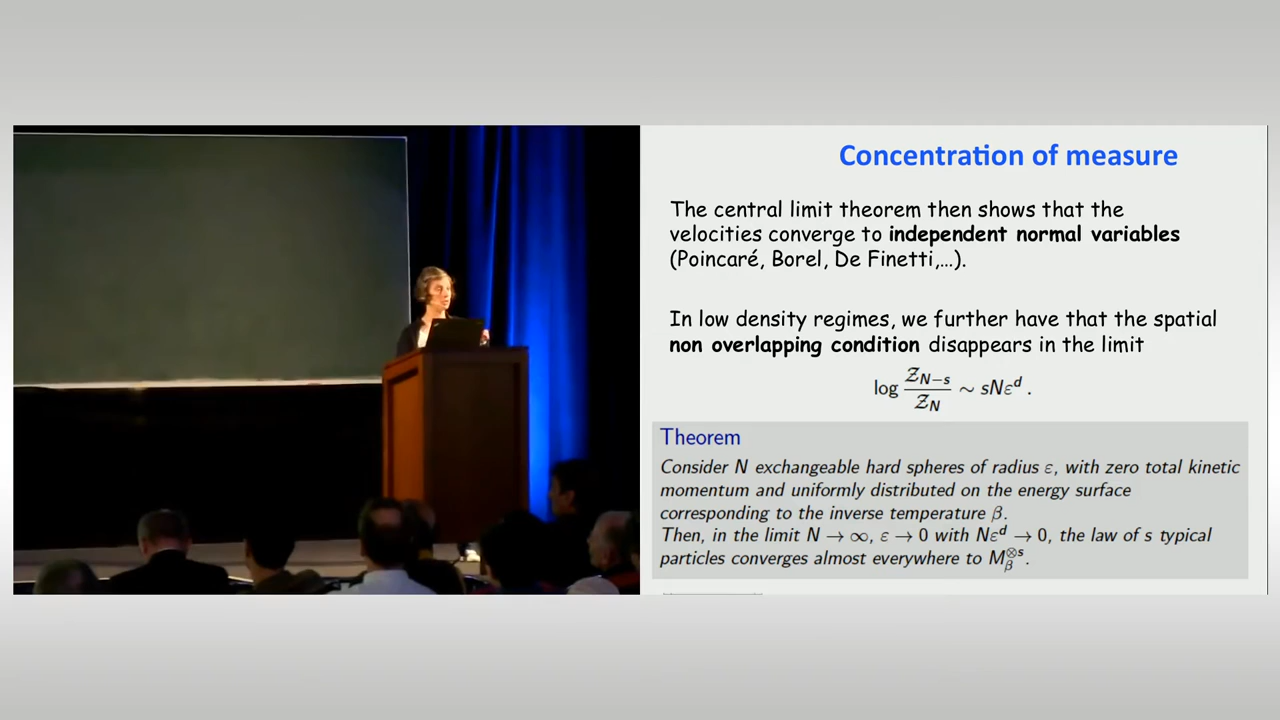 Concentration of measure
The central limit theorem then shows that the
velocities converge to independent normal variables
(Poincaré, Borel, De Finetti,…).
In low density regimes, we further have that the spatial
non overlapping condition disappears in the limit
log 𝒵_{N−s}/𝒵_N ∼ sNε^d .
Theorem
Consider N exchangeable hard spheres of radius ε, with zero total kinetic
momentum and uniformly distributed on the energy surface
corresponding to the inverse temperature β.
Then, in the limit N → ∞, ε → 0 with Nε^d → 0, the law of s typical
particles converges almost everywhere to M_β^{⊗s}.